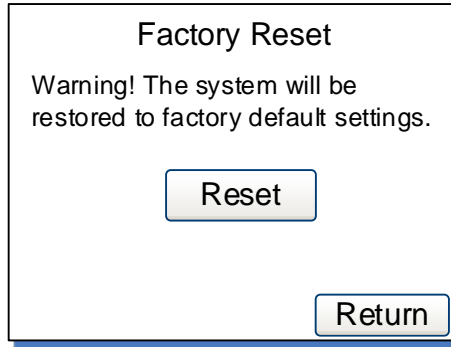 Factory Reset
Warning! The system will be
restored to factory default settings.
Reset
Return